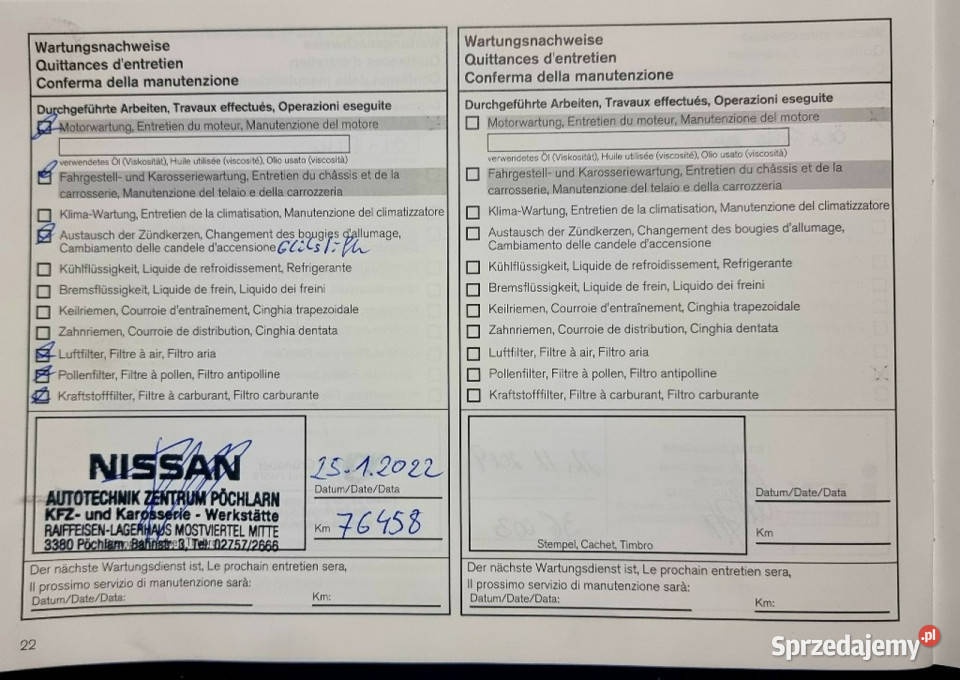 Wartungsnachweise
Quittances d'entretien
Conferma della manutenzione
Durchgeführte Arbeiten, Travaux effectués, Operazioni eseguite
Motorwartung, Entretien du moteur, Manutenzione del motore
verwendetes Öl (Viskosität), Huile utilisée (viscosité), Olio usato (viscosità)
Fahrgestell- und Karosseriewartung, Entretien du châssis et de la
carrosserie, Manutenzione del telaio e della carrozzeria
Klima-Wartung, Entretien de la climatisation, Manutenzione del climatizzatore
Austausch der Zündkerzen, Changement des bougies d'allumage,
Cambiamento delle candele d'accensione
Kühlflüssigkeit, Liquide de refroidissement, Refrigerante
Bremsflüssigkeit, Liquide de frein, Liquido dei freini
Keilriemen, Courroie d'entraînement, Cinghia trapezoidale
Zahnriemen, Courroie de distribution, Cinghia dentata
Luftfilter, Filtre à air, Filtro aria
Pollenfilter, Filtre à pollen, Filtro antipolline
Kraftstofffilter, Filtre à carburant, Filtro carburante
NISSAN
AUTOTECHNIK ZENTRUM PÖCHLARN
KFZ- und Karosserie - Werkstätte
RAIFFEISEN-LAGERHAUS MOSTVIERTEL MITTE
3380 Pöchlarn, Bahnstr. 3, Tel. 02757/2666
25.1.2022
Datum/Date/Data
Km 76458
Der nächste Wartungsdienst ist, Le prochain entretien sera,
Il prossimo servizio di manutenzione sarà:
Datum/Date/Data:
Km:
22
Wartungsnachweise
Quittances d'entretien
Conferma della manutenzione
Durchgeführte Arbeiten, Travaux effectués, Operazioni eseguite
Motorwartung, Entretien du moteur, Manutenzione del motore
verwendetes Öl (Viskosität), Huile utilisée (viscosité), Olio usato (viscosità)
Fahrgestell- und Karosseriewartung, Entretien du châssis et de la
carrosserie, Manutenzione del telaio e della carrozzeria
Klima-Wartung, Entretien de la climatisation, Manutenzione del climatizzatore
Austausch der Zündkerzen, Changement des bougies d'allumage,
Cambiamento delle candele d'accensione
Kühlflüssigkeit, Liquide de refroidissement, Refrigerante
Bremsflüssigkeit, Liquide de frein, Liquido dei freini
Keilriemen, Courroie d'entraînement, Cinghia trapezoidale
Zahnriemen, Courroie de distribution, Cinghia dentata
Luftfilter, Filtre à air, Filtro aria
Pollenfilter, Filtre à pollen, Filtro antipolline
Kraftstofffilter, Filtre à carburant, Filtro carburante
Stempel, Cachet, Timbro
Datum/Date/Data
Km
Der nächste Wartungsdienst ist, Le prochain entretien sera,
Il prossimo servizio di manutenzione sarà:
Datum/Date/Data:
Km:
Sprzedajemy.pl